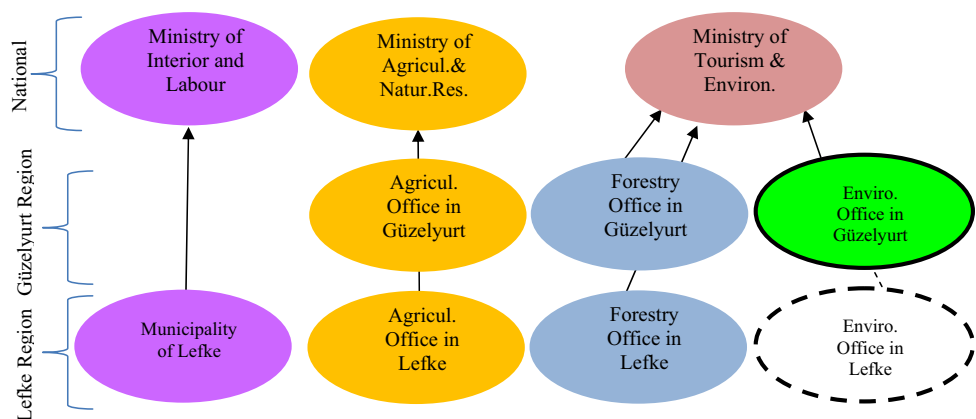 National
Ministry of
Interior and
Labour
Ministry of
Agricul.&
Natur.Res.
Ministry of
Tourism &
Environ.
Güzelyurt Region
Agricul.
Office in
Güzelyurt
Forestry
Office in
Güzelyurt
Enviro.
Office in
Güzelyurt
Lefke Region
Municipality
of Lefke
Agricul.
Office in
Lefke
Forestry
Office in
Lefke
Enviro.
Office in
Lefke